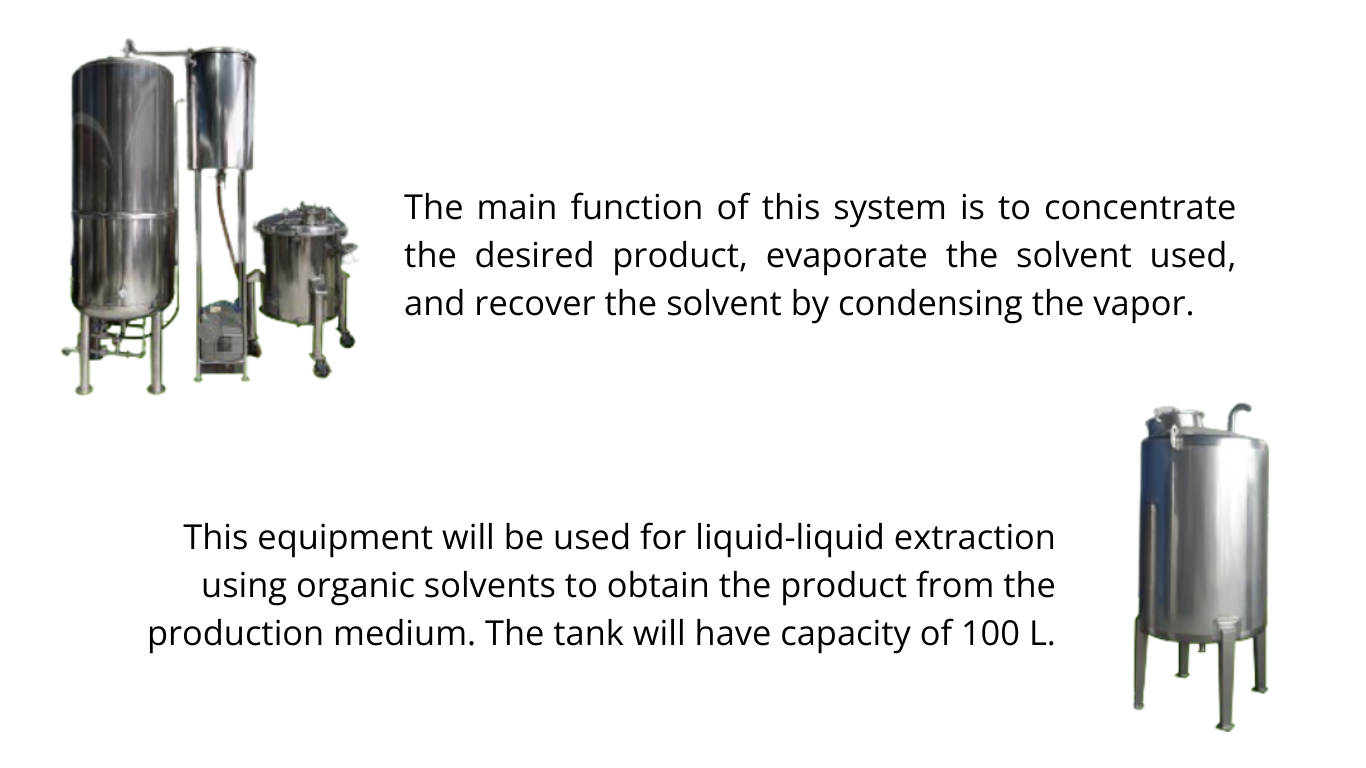 The main function of this system is to concentrate
the desired product, evaporate the solvent used,
and recover the solvent by condensing the vapor.
This equipment will be used for liquid-liquid extraction
using organic solvents to obtain the product from the
production medium. The tank will have capacity of 100 L.